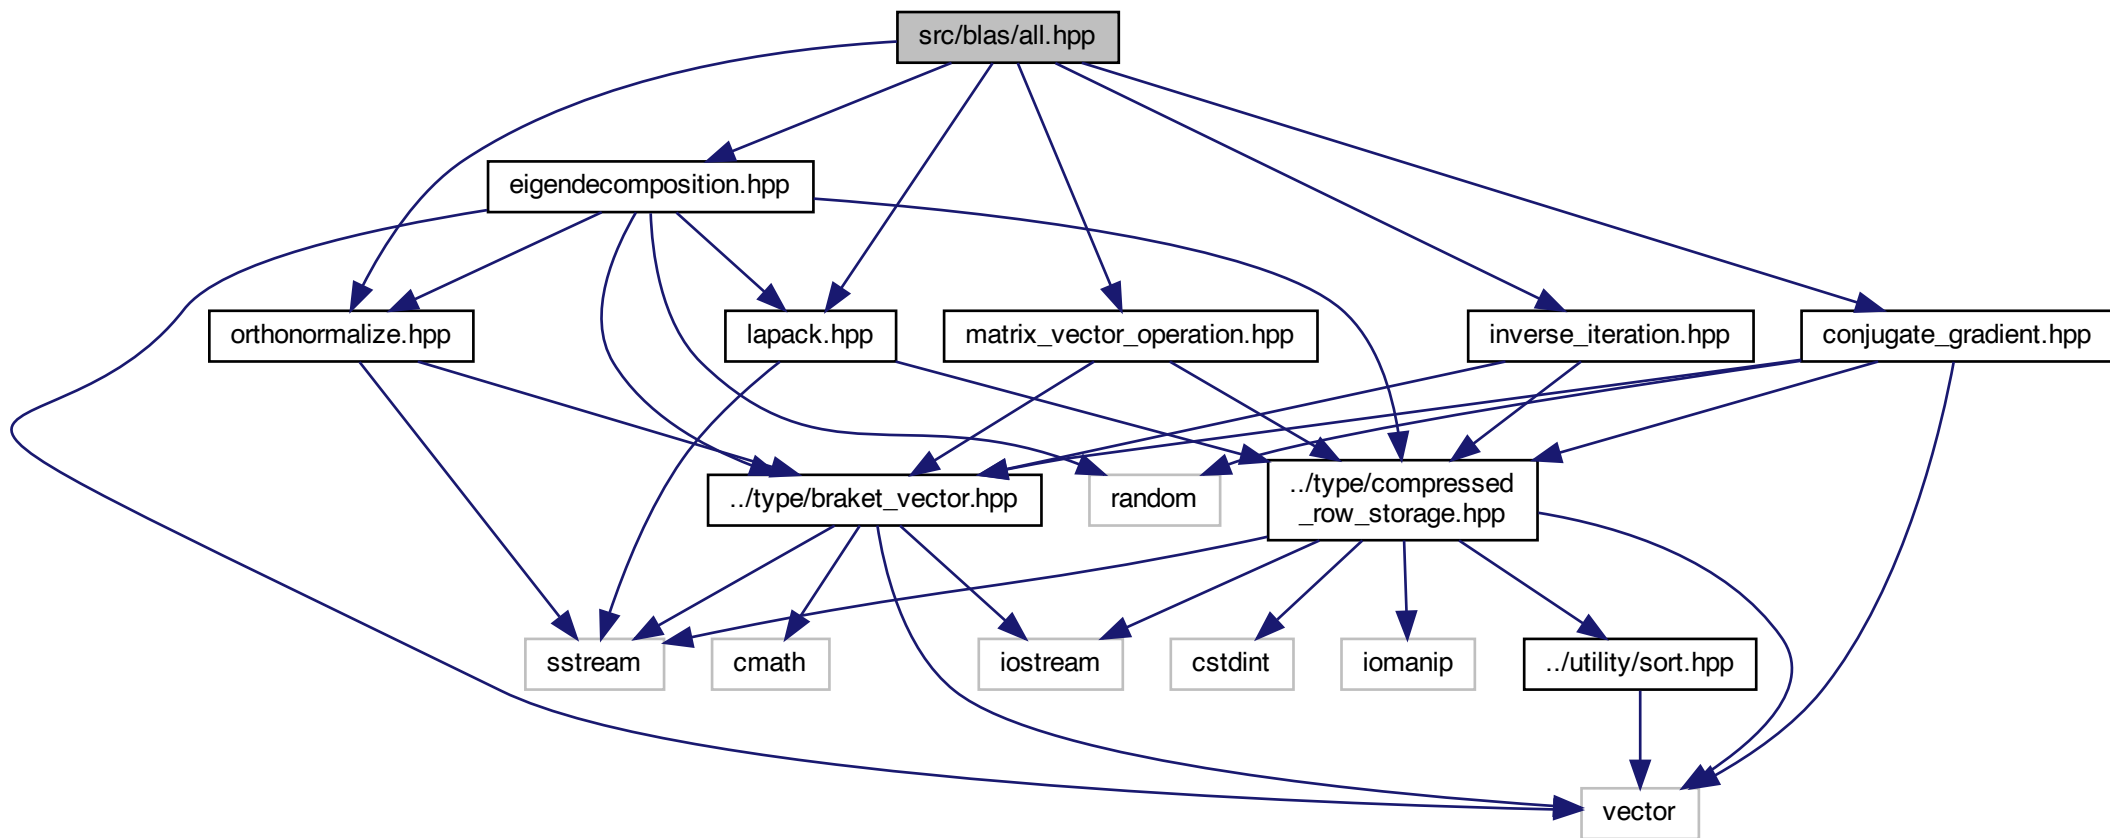 src/blas/all.hpp
eigendecomposition.hpp
orthonormalize.hpp
lapack.hpp
matrix_vector_operation.hpp
inverse_iteration.hpp
conjugate_gradient.hpp
../type/braket_vector.hpp
random
../type/compressed
_row_storage.hpp
sstream
cmath
iostream
cstdint
iomanip
../utility/sort.hpp
vector